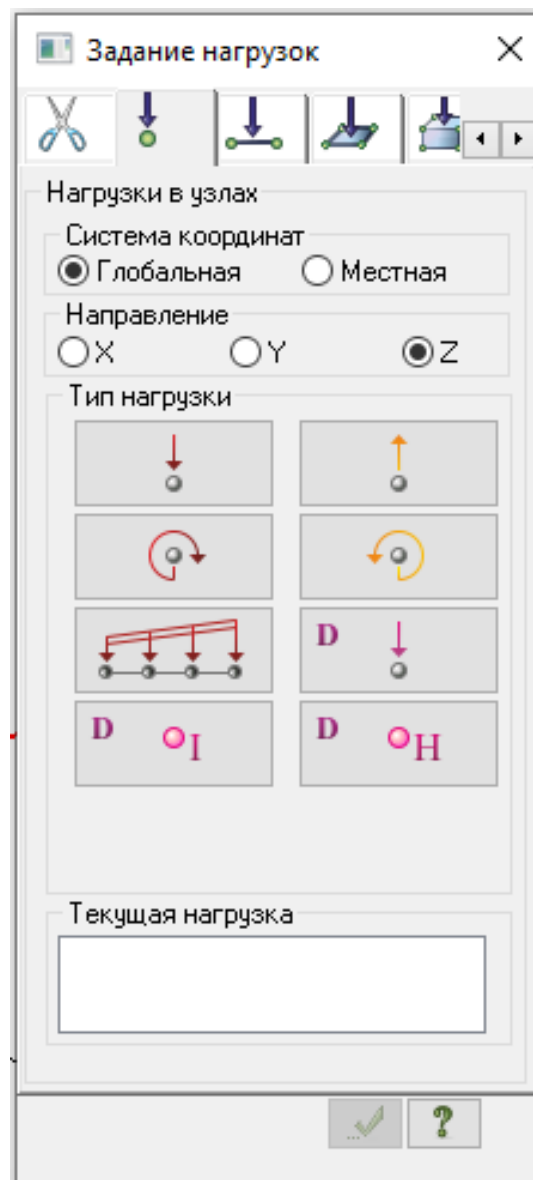 Задание нагрузок
Нагрузки в узлах
Система координат
Глобальная Местная
Направление
X Y Z
Тип нагрузки
D
D I D H
Текущая нагрузка
... ?